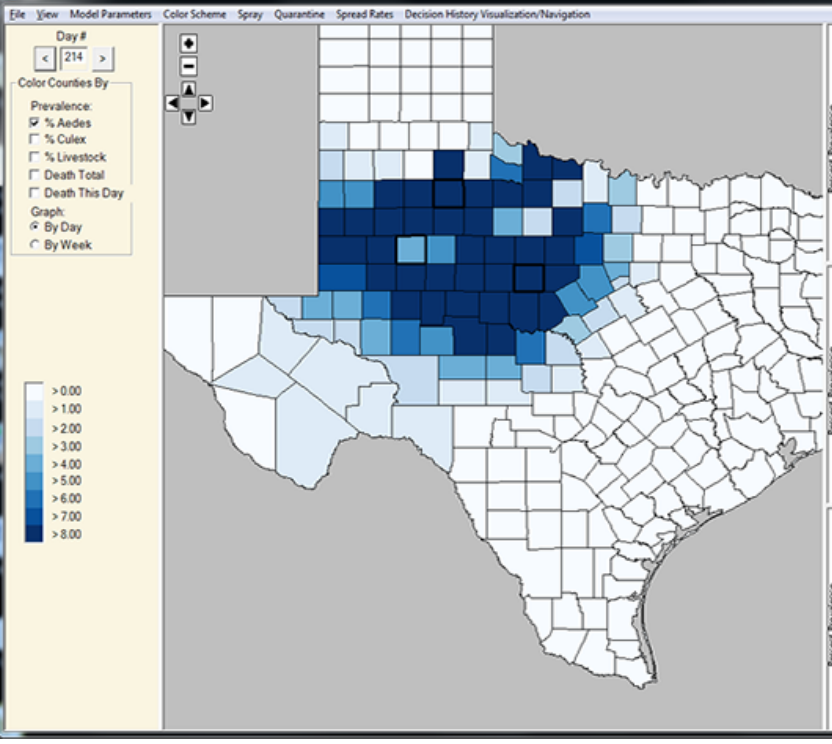 File View Model Parameters Color Scheme Spray Quarantine Spread Rates Decision History Visualization/Navigation
Day #
< 214 >
Color Counties By
Prevalence:
% Aedes
% Culex
% Livestock
Death Total
Death This Day
Graph:
By Day
By Week
> 0.00
> 1.00
> 2.00
> 3.00
> 4.00
> 5.00
> 6.00
> 7.00
> 8.00